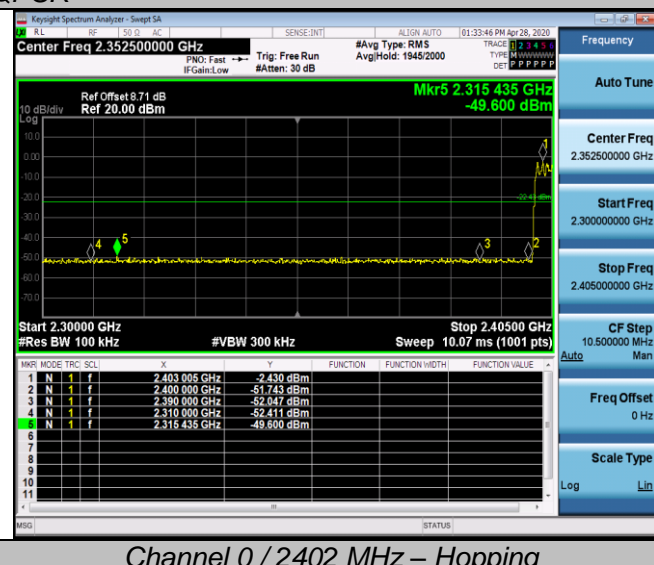 Keysight Spectrum Analyzer - Swept SA
RL RF 50 Ω AC SENSE:INT ALIGN AUTO 01:33:46 PM Apr 28, 2020
Center Freq 2.352500000 GHz
PNO: Fast
IFGain:Low
Trig: Free Run
#Atten: 30 dB
#Avg Type: RMS
Avg|Hold: 1945/2000
TRACE 1 2 3 4 5 6
TYPE M WWWWW
DET P P P P P P
Ref Offset 8.71 dB
10 dB/div Ref 20.00 dBm
Log
Mkr5 2.315 435 GHz
-49.600 dBm
10.0
0.00
-10.0
-20.0
-30.0
-40.0
-50.0
-60.0
-70.0
1
2
3
4
5
Start 2.30000 GHz Stop 2.40500 GHz
#Res BW 100 kHz #VBW 300 kHz Sweep 10.07 ms (1001 pts)
MKR MODE TRC SCL X Y FUNCTION FUNCTION WIDTH FUNCTION VALUE
1 N 1 f 2.403 005 GHz -2.430 dBm
2 N 1 f 2.400 000 GHz -51.743 dBm
3 N 1 f 2.390 000 GHz -52.047 dBm
4 N 1 f 2.310 000 GHz -52.411 dBm
5 N 1 f 2.315 435 GHz -49.600 dBm
6
7
8
9
10
11
MSG STATUS
Frequency
Auto Tune
Center Freq
2.352500000 GHz
Start Freq
2.300000000 GHz
Stop Freq
2.405000000 GHz
CF Step
10.500000 MHz
Auto Man
Freq Offset
0 Hz
Scale Type
Log Lin
Channel 0 / 2402 MHz – Hopping